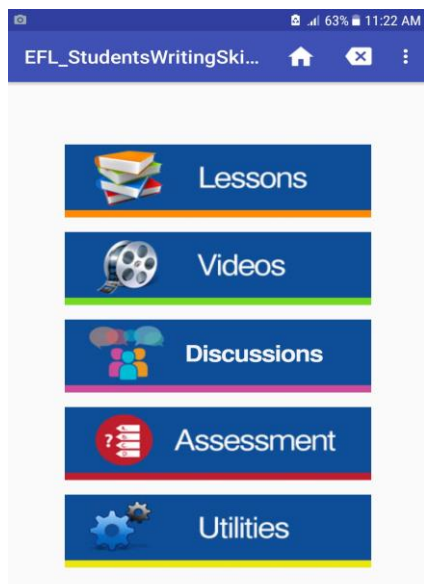 63% 11:22 AM
EFL_StudentsWritingSki...
Lessons
Videos
Discussions
Assessment
Utilities